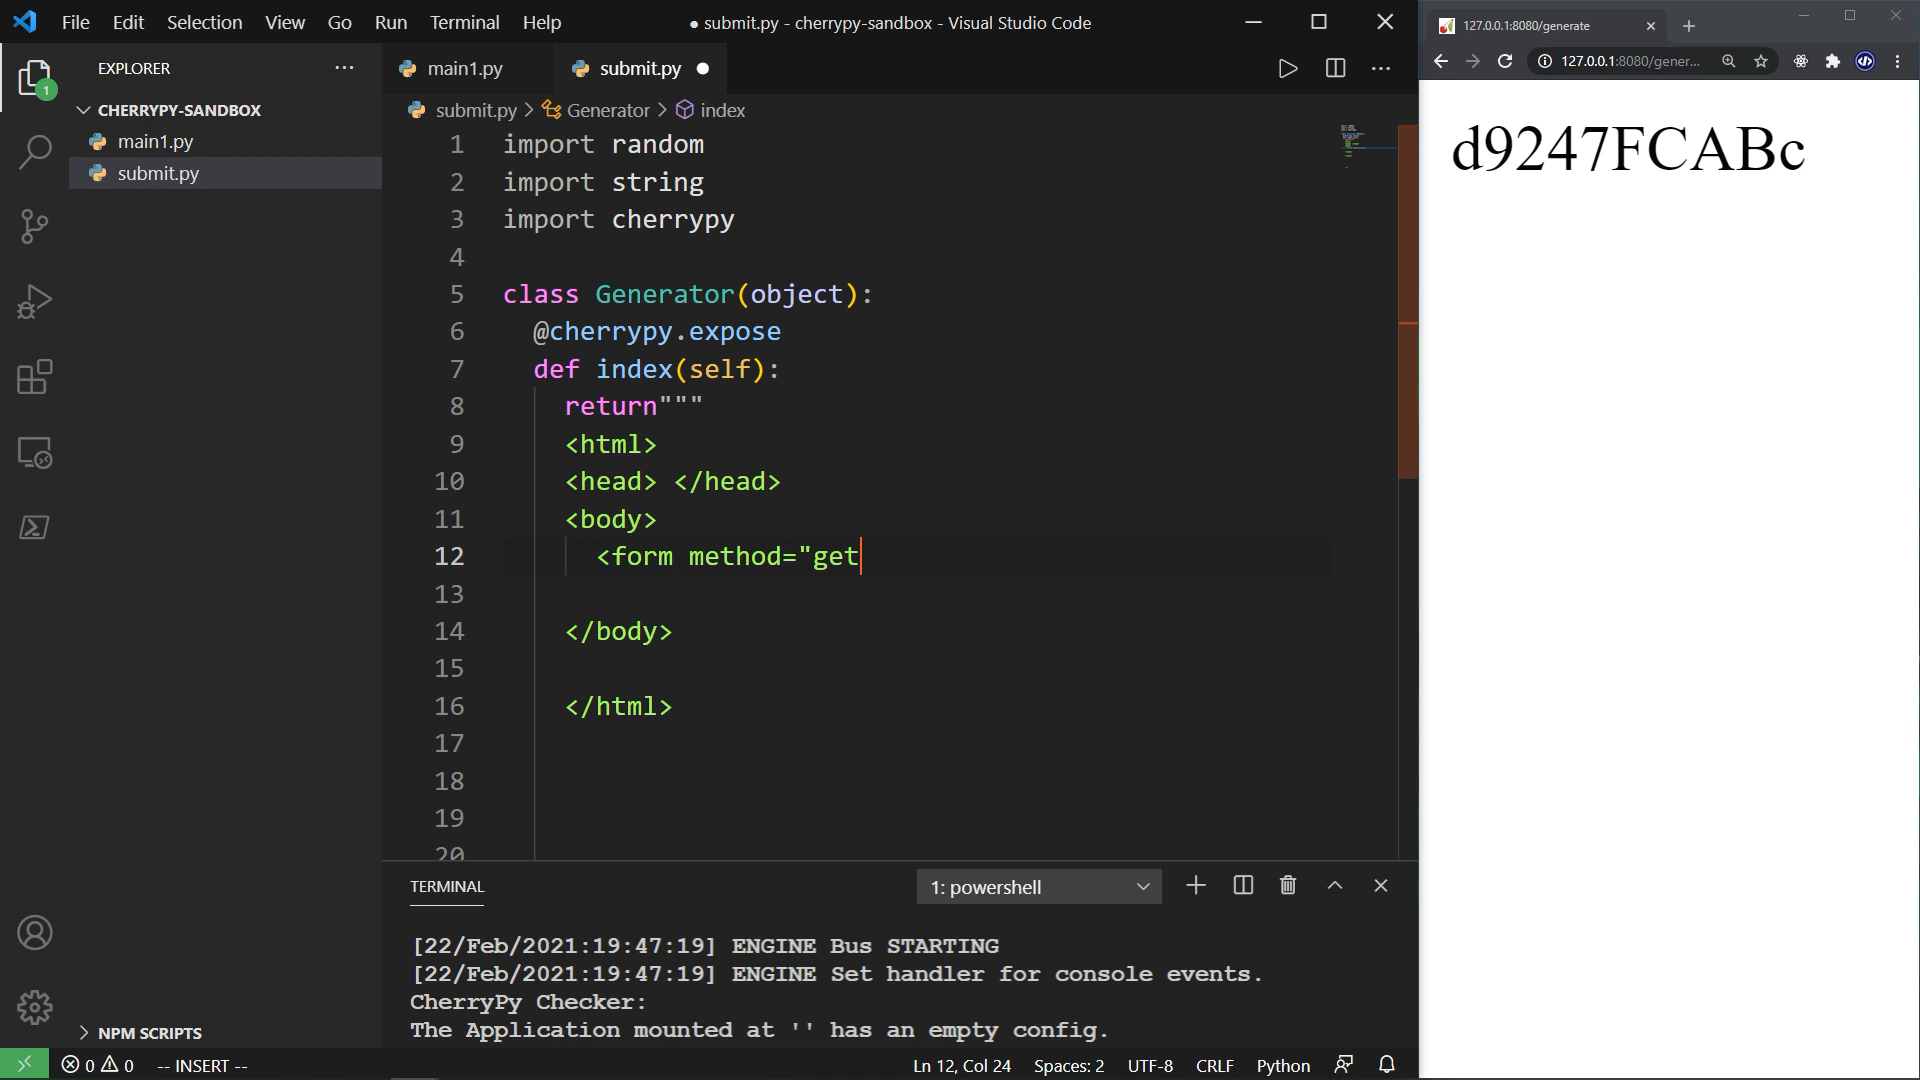 File Edit Selection View Go Run Terminal Help
● submit.py - cherrypy-sandbox - Visual Studio Code
EXPLORER
CHERRYPY-SANDBOX
main1.py
submit.py
NPM SCRIPTS
1
main1.py
submit.py
submit.py > Generator > index
1 import random
2 import string
3 import cherrypy
4
5 class Generator(object):
6 @cherrypy.expose
7 def index(self):
8 return"""
9 <html>
10 <head> </head>
11 <body>
12 <form method="get
13
14 </body>
15
16 </html>
17
18
19
20
TERMINAL
1: powershell
[22/Feb/2021:19:47:19] ENGINE Bus STARTING
[22/Feb/2021:19:47:19] ENGINE Set handler for console events.
CherryPy Checker:
The Application mounted at '' has an empty config.
0 0 -- INSERT --
Ln 12, Col 24 Spaces: 2 UTF-8 CRLF Python
127.0.0.1:8080/generate
127.0.0.1:8080/gener...
d9247FCABc